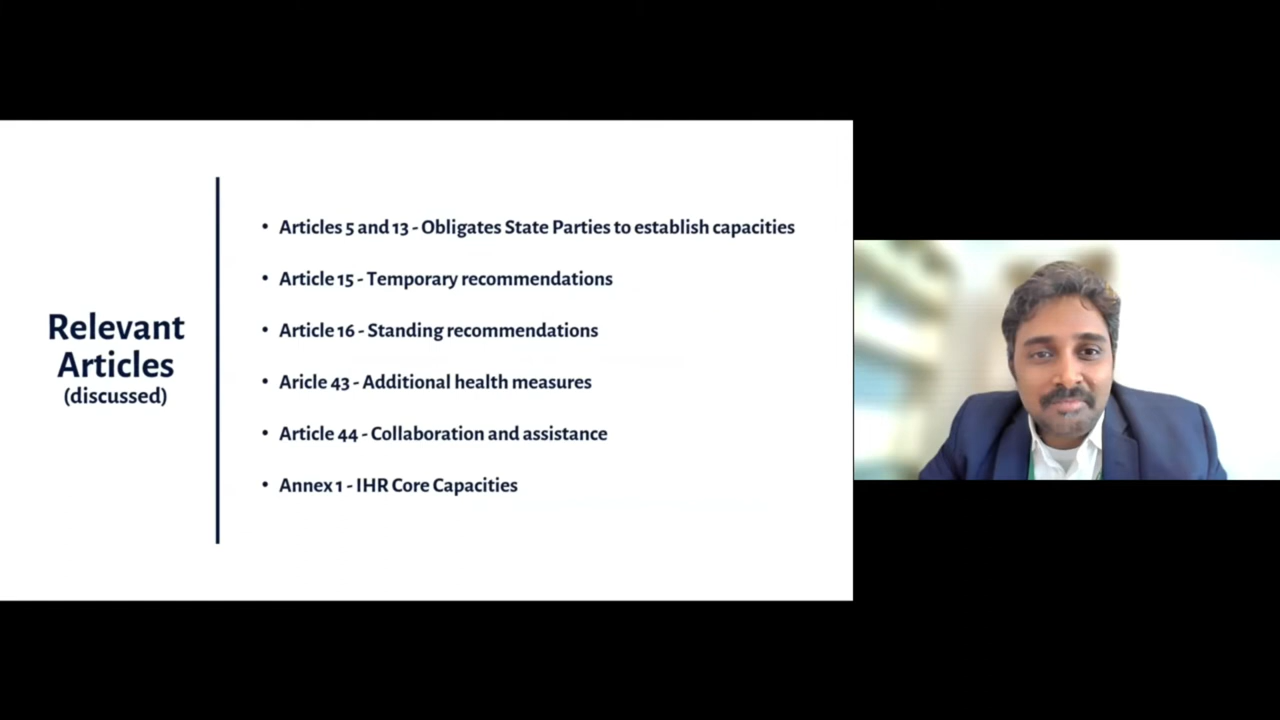 Relevant
Articles
(discussed)
• Articles 5 and 13 - Obligates State Parties to establish capacities
• Article 15 - Temporary recommendations
• Article 16 - Standing recommendations
• Aricle 43 - Additional health measures
• Article 44 - Collaboration and assistance
• Annex 1 - IHR Core Capacities